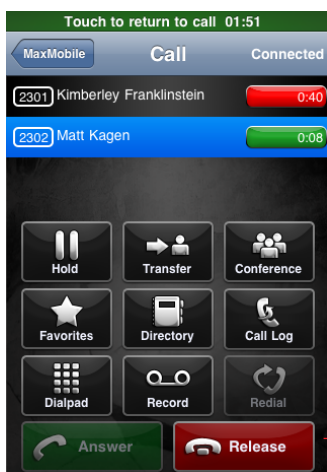 Touch to return to call 01:51
MaxMobile Call Connected
2301 Kimberley Franklinstein 0:40
2302 Matt Kagen 0:08
Hold Transfer Conference
Favorites Directory Call Log
Dialpad Record Redial
Answer Release